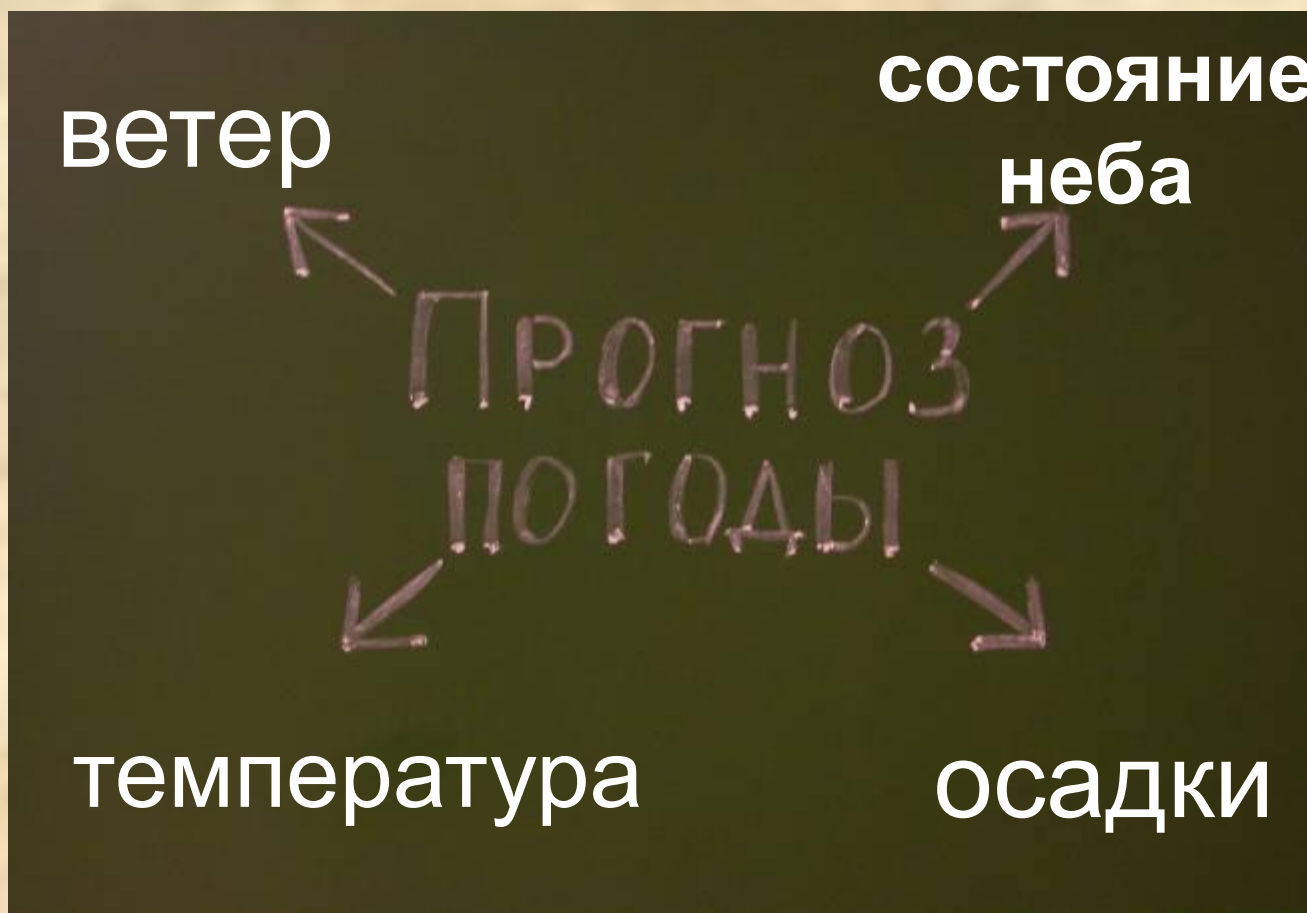 ветер
состояние
неба
Прогноз
погоды
температура
осадки